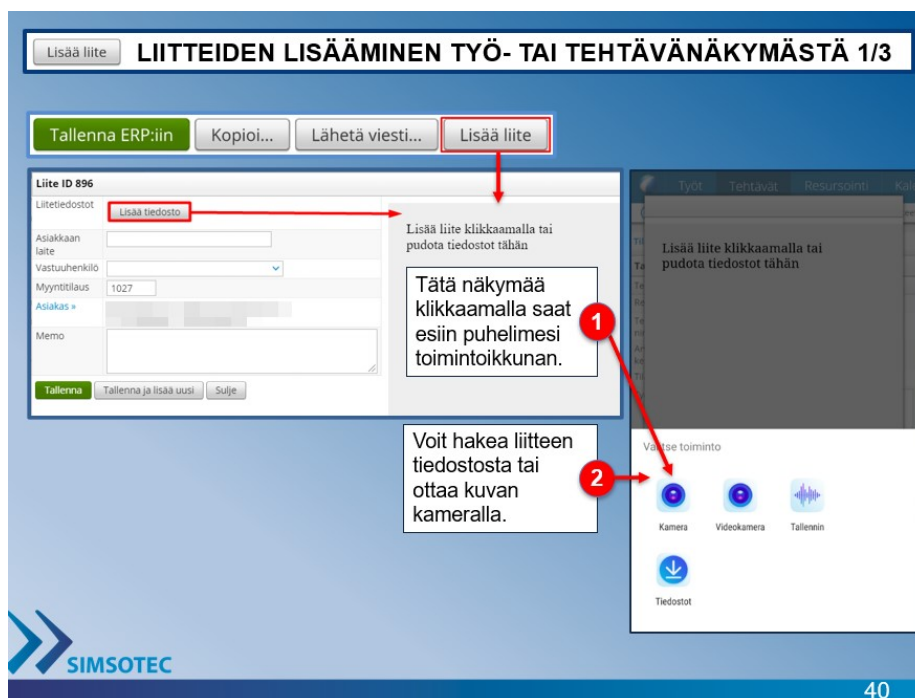 Lisää liite
LIITTEIDEN LISÄÄMINEN TYÖ- TAI TEHTÄVÄNÄKYMÄSTÄ 1/3
Tallenna ERP:iin
Kopioi...
Lähetä viesti...
Lisää liite
Liite ID 896
Liitetiedostot
Lisää tiedosto
Asiakkaan
laite
Vastuuhenkilö
Myyntitilaus
1027
Asiakas »
Memo
Tallenna
Tallenna ja lisää uusi
Sulje
Lisää liite klikkaamalla tai
pudota tiedostot tähän
Tätä näkymää
klikkaamalla saat
esiin puhelimesi
toimintoikkunan.
1
Voit hakea liitteen
tiedostosta tai
ottaa kuvan
kameralla.
2
Työt
Tehtävät
Resursointi
Lisää liite klikkaamalla tai
pudota tiedostot tähän
Valitse toiminto
Kamera
Videokamera
Tallennin
Tiedostot
SIMSOTEC
40